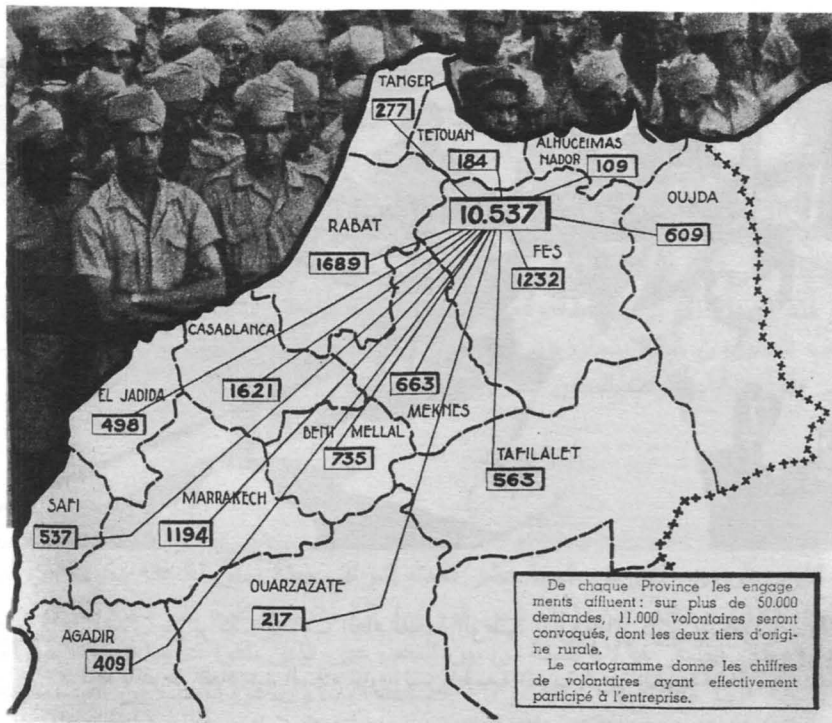 TANGER
277
TETOUAN
184
ALHUCEIMAS
NADOR
109
OUJDA
609
10.537
RABAT
1689
FES
1232
CASABLANCA
1621
EL JADIDA
498
663
MEKNES
BENI MELLAL
735
TAFILALET
563
SAFI
537
MARRAKECH
1194
OUARZAZATE
217
AGADIR
409
De chaque Province les engage
ments affluent : sur plus de 50.000
demandes, 11.000 volontaires seront
convoqués, dont les deux tiers d'origi-
ne rurale.
Le cartogramme donne les chiffres
de volontaires ayant effectivement
participé à l'entreprise.